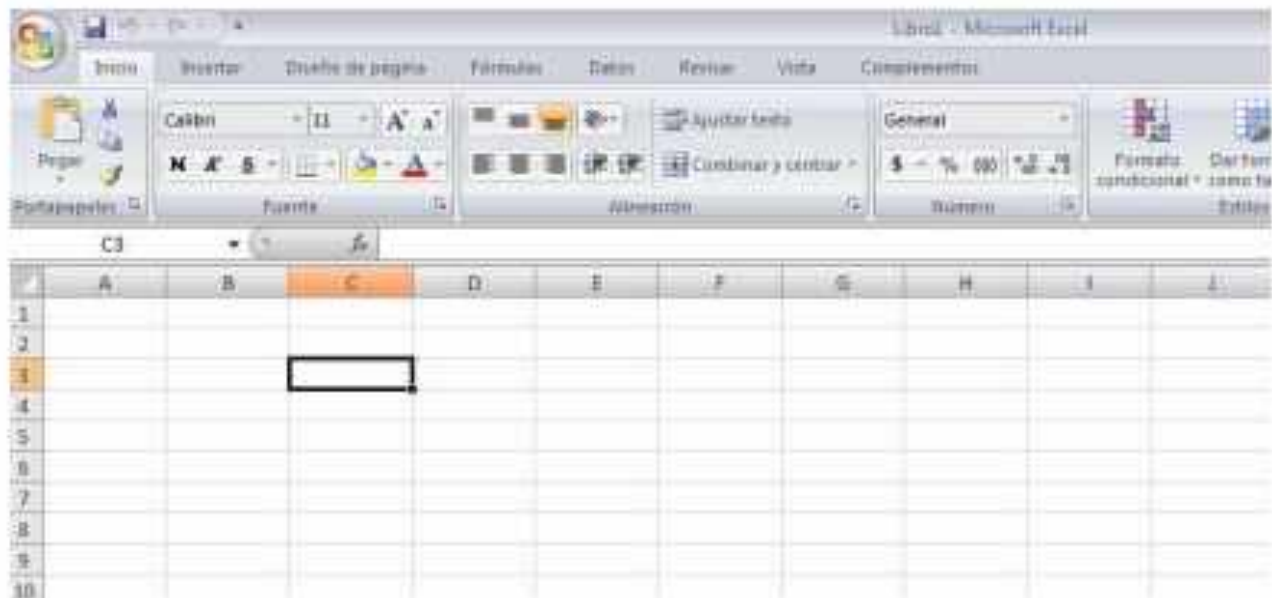 Libro1 - Microsoft Excel
Inicio Insertar Diseño de página Fórmulas Datos Revisar Vista Complementos
Calibri 11 A A Ajustar texto General
Pegar N K S Combinar y centrar $ % 000 Formato condicional Dar como
Portapapeles Fuente Alineación Número Estilos
C3 fx
A B C D E F G H I J
1
2
3
4
5
6
7
8
9
10